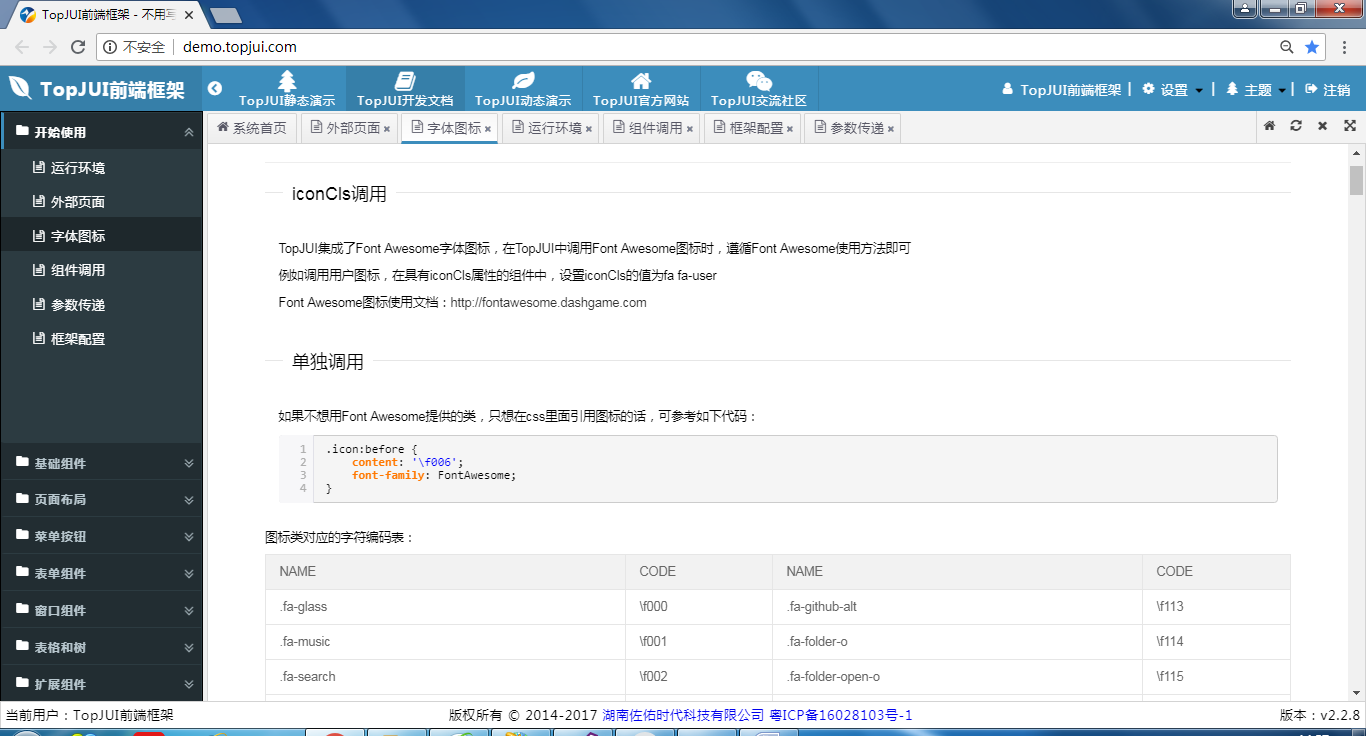 TopJUI前端框架 - 不用写
不安全 demo.topjui.com
TopJUI前端框架
TopJUI静态演示 TopJUI开发文档 TopJUI动态演示 TopJUI官方网站 TopJUI交流社区
TopJUI前端框架 | 设置 | 主题 | 注销
开始使用
运行环境
外部页面
字体图标
组件调用
参数传递
框架配置
基础组件
页面布局
菜单按钮
表单组件
窗口组件
表格和树
扩展组件
系统首页 外部页面 字体图标 运行环境 组件调用 框架配置 参数传递
iconCls调用
TopJUI集成了Font Awesome字体图标，在TopJUI中调用Font Awesome图标时，遵循Font Awesome使用方法即可
例如调用用户图标，在具有iconCls属性的组件中，设置iconCls的值为fa fa-user
Font Awesome图标使用文档：http://fontawesome.dashgame.com
单独调用
如果不想用Font Awesome提供的类，只想在css里面引用图标的话，可参考如下代码：
1 .icon:before {
2 content: '\f006';
3 font-family: FontAwesome;
4 }
图标类对应的字符编码表：
NAME CODE NAME CODE
.fa-glass \f000 .fa-github-alt \f113
.fa-music \f001 .fa-folder-o \f114
.fa-search \f002 .fa-folder-open-o \f115
当前用户：TopJUI前端框架 版权所有 © 2014-2017 湖南佐佑时代科技有限公司 粤ICP备16028103号-1 版本：v2.2.8